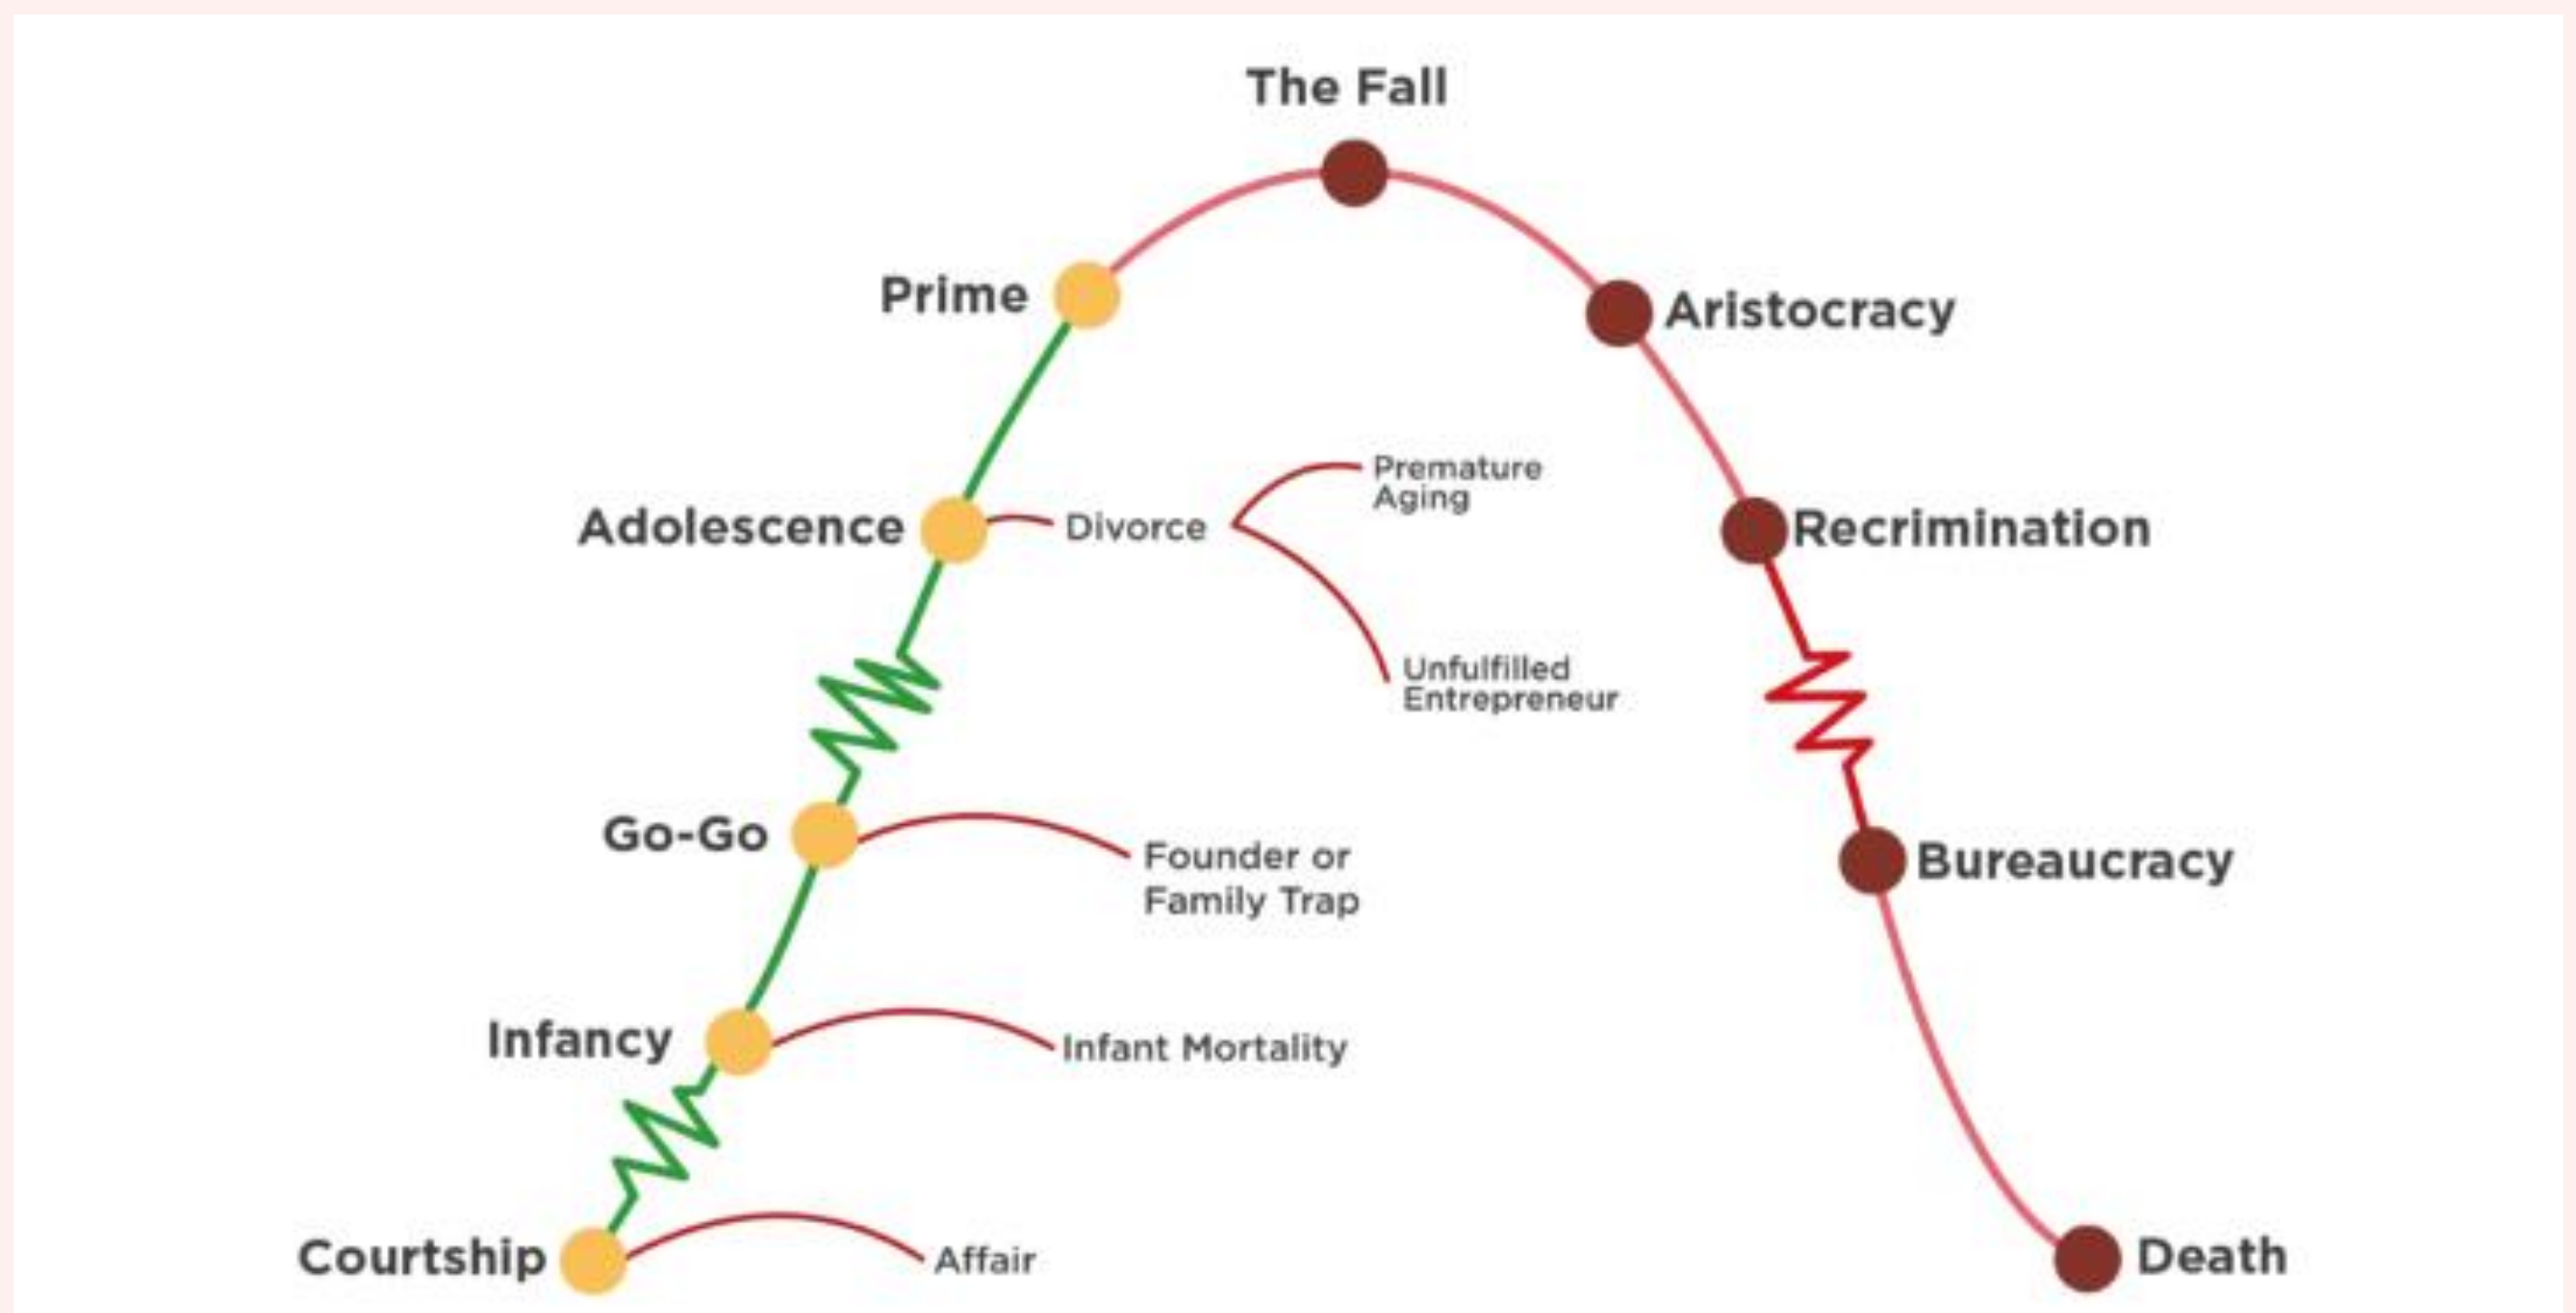 The Fall
Prime
Aristocracy
Premature
Aging
Adolescence
Divorce
Recrimination
Unfulfilled
Entrepreneur
Go-Go
Founder or
Family Trap
Bureaucracy
Infancy
Infant Mortality
Courtship
Affair
Death